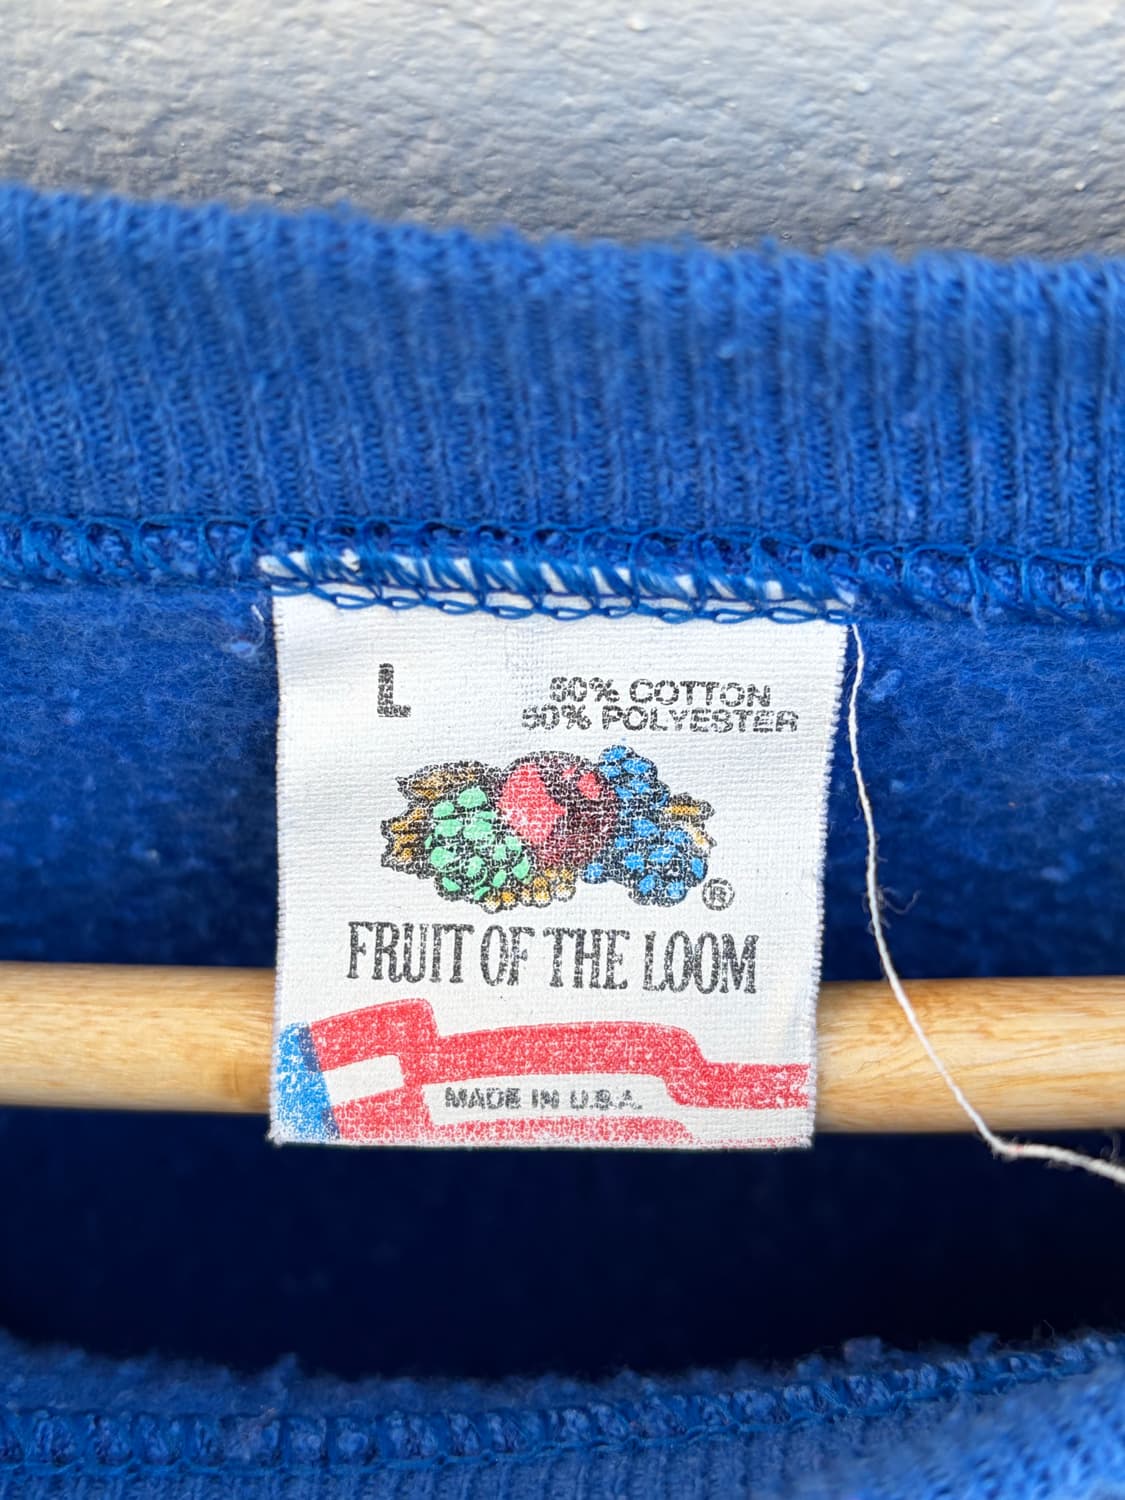 L
50% COTTON
50% POLYESTER
®
FRUIT OF THE LOOM
MADE IN U.S.A.